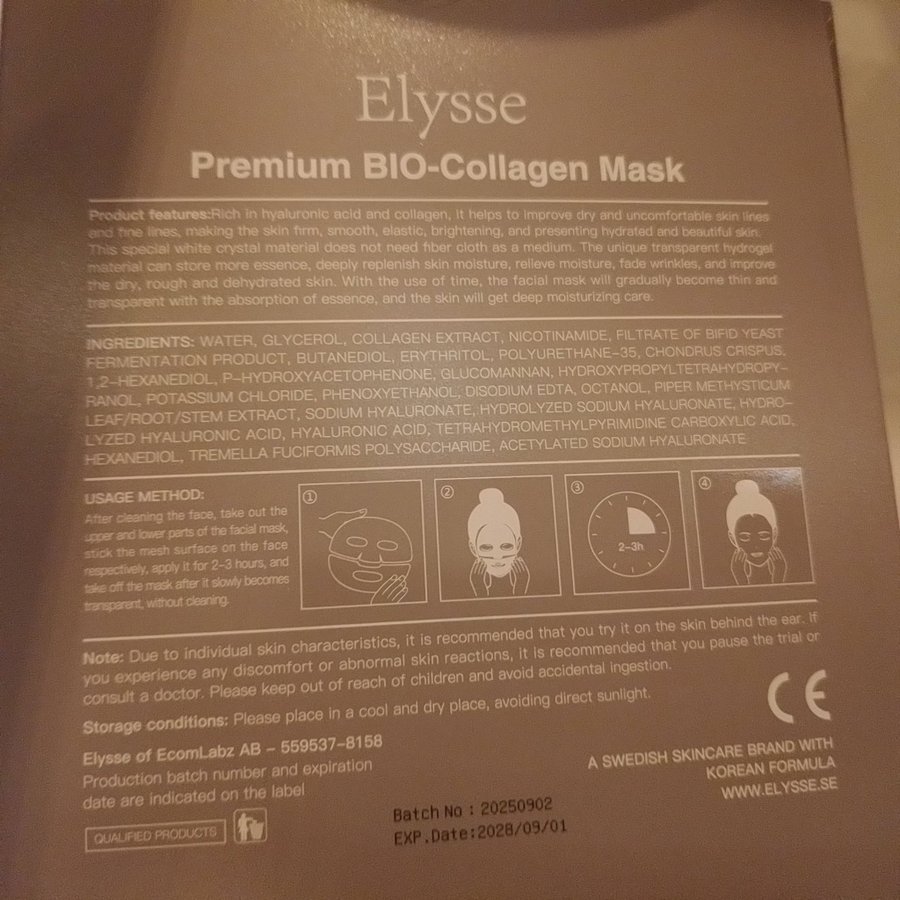 Elysse
Premium BIO-Collagen Mask
Product features:Rich in hyaluronic acid and collagen, it helps to improve dry and uncomfortable skin lines
and fine lines, making the skin firm, smooth, elastic, brightening, and presenting hydrated and beautiful skin.
This special white crystal material does not need fiber cloth as a medium. The unique transparent hydrogel
material can store more essence, deeply replenish skin moisture, relieve moisture, fade wrinkles, and improve
the dry, rough and dehydrated skin. With the use of time, the facial mask will gradually become thin and
transparent with the absorption of essence, and the skin will get deep moisturizing care.
INGREDIENTS: WATER, GLYCEROL, COLLAGEN EXTRACT, NICOTINAMIDE, FILTRATE OF BIFID YEAST
FERMENTATION PRODUCT, BUTANEDIOL, ERYTHRITOL, POLYURETHANE-35, CHONDRUS CRISPUS,
1,2-HEXANEDIOL, P-HYDROXYACETOPHENONE, GLUCOMANNAN, HYDROXYPROPYLTETRAHYDROPY-
RANOL, POTASSIUM CHLORIDE, PHENOXYETHANOL, DISODIUM EDTA, OCTANOL, PIPER METHYSTICUM
LEAF/ROOT/STEM EXTRACT, SODIUM HYALURONATE, HYDROLYZED SODIUM HYALURONATE, HYDRO-
LYZED HYALURONIC ACID, HYALURONIC ACID, TETRAHYDROMETHYLPYRIMIDINE CARBOXYLIC ACID,
HEXANEDIOL, TREMELLA FUCIFORMIS POLYSACCHARIDE, ACETYLATED SODIUM HYALURONATE
USAGE METHOD:
After cleaning the face, take out the
upper and lower parts of the facial mask,
stick the mesh surface on the face
respectively, apply it for 2-3 hours, and
take off the mask after it slowly becomes
transparent, without cleaning.
①
②
③
2-3h
④
Note: Due to individual skin characteristics, it is recommended that you try it on the skin behind the ear. If
you experience any discomfort or abnormal skin reactions, it is recommended that you pause the trial or
consult a doctor. Please keep out of reach of children and avoid accidental ingestion.
Storage conditions: Please place in a cool and dry place, avoiding direct sunlight.
CE
Elysse of EcomLabz AB - 559537-8158
Production batch number and expiration
date are indicated on the label
QUALIFIED PRODUCTS
A SWEDISH SKINCARE BRAND WITH
KOREAN FORMULA
WWW.ELYSSE.SE
Batch No : 20250902
EXP.Date:2028/09/01